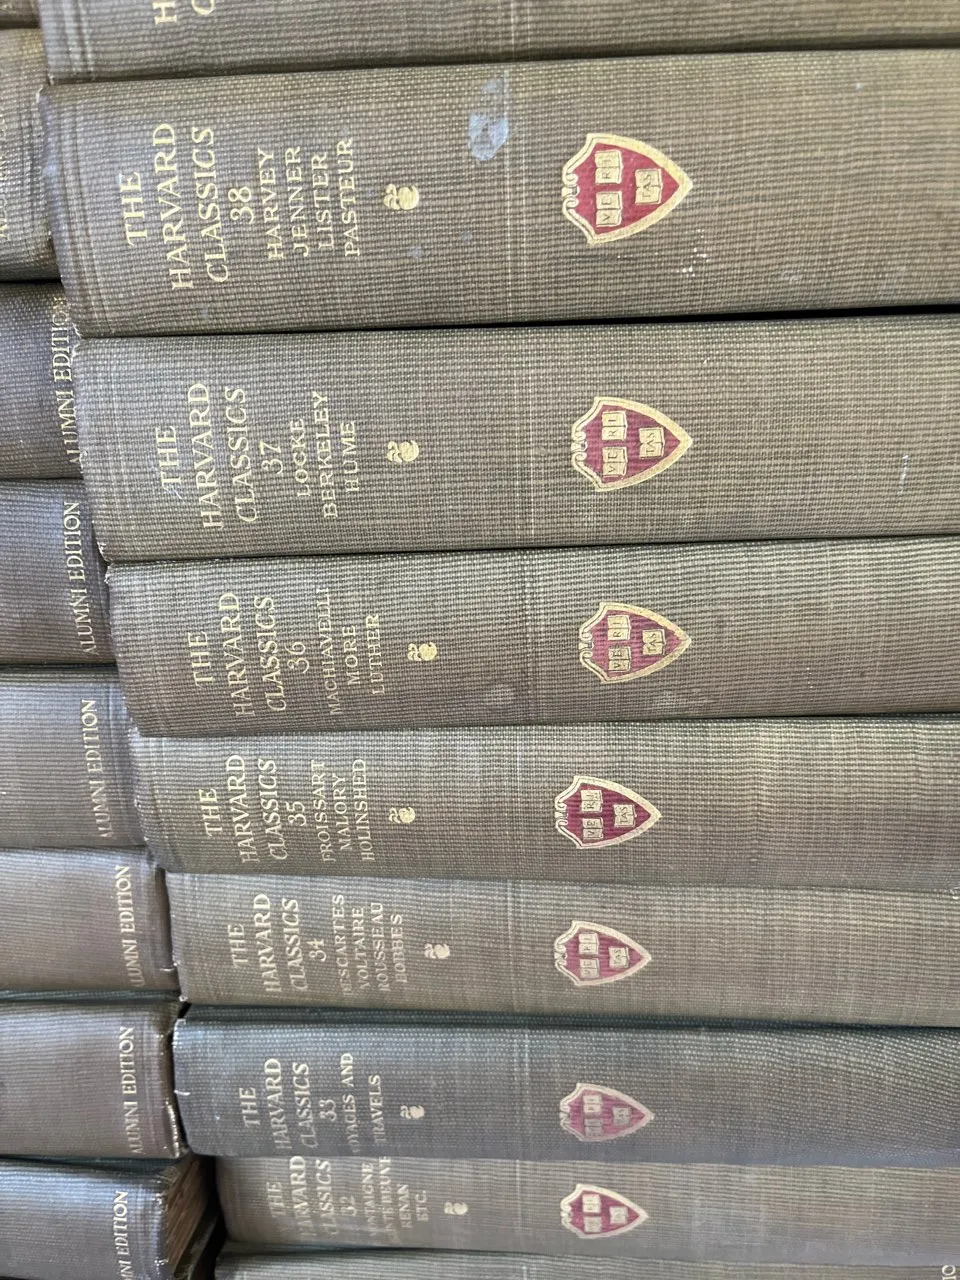 THE
HARVARD
CLASSICS
38
HARVEY
JENNER
LISTER
PASTEUR
VE RI
TAS
THE
HARVARD
CLASSICS
37
LOCKE
BERKELEY
HUME
VE RI
TAS
THE
HARVARD
CLASSICS
36
MACHIAVELLI
MORE
LUTHER
VE RI
TAS
THE
HARVARD
CLASSICS
35
FROISSART
MALORY
HOLINSHED
VE RI
TAS
THE
HARVARD
CLASSICS
34
DESCARTES
VOLTAIRE
ROUSSEAU
HOBBES
VE RI
TAS
THE
HARVARD
CLASSICS
33
VOYAGES AND
TRAVELS
THE
HARVARD
CLASSICS
32
RENAN
ETC.
ALUMNI EDITION
ALUMNI EDITION
ALUMNI EDITION
ALUMNI EDITION
ALUMNI EDITION
EDITION